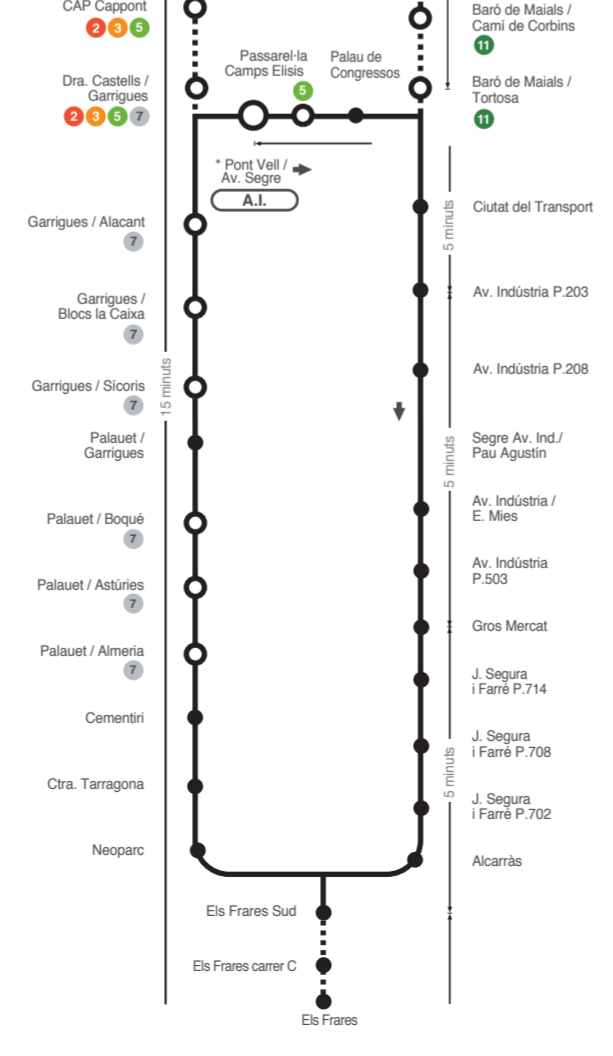 CAP Cappont
2 3 5
Dra. Castells /
Garrigues
2 3 5 7
Passarel·la
Camps Elisis
5
Palau de
Congressos
Baró de Maials /
Camí de Corbins
11
Baró de Maials /
Tortosa
11
* Pont Vell /
Av. Segre
A.I.
Garrigues / Alacant
7
Garrigues /
Blocs la Caixa
7
Garrigues / Sícoris
7
Palauet /
Garrigues
Palauet / Boqué
7
Palauet / Astúries
7
Palauet / Almeria
7
Cementiri
Ctra. Tarragona
Neoparc
15 minuts
Ciutat del Transport
5 minuts
Av. Indústria P.203
Av. Indústria P.208
Segre Av. Ind./
Pau Agustín
5 minuts
Av. Indústria /
E. Mies
Av. Indústria
P.503
Gros Mercat
J. Segura
i Farré P.714
J. Segura
i Farré P.708
5 minuts
J. Segura
i Farré P.702
Alcarràs
Els Frares Sud
Els Frares carrer C
Els Frares